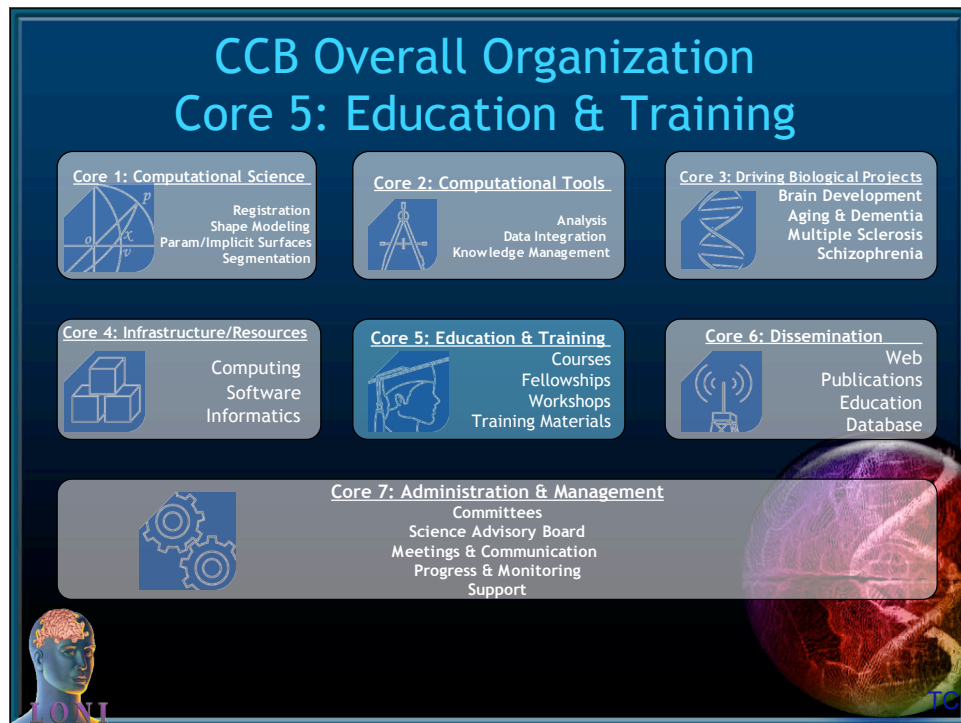 CCB Overall Organization
Core 5: Education & Training
Core 1: Computational Science
Registration
Shape Modeling
Param/Implicit Surfaces
Segmentation
p
o
χ
v
Core 2: Computational Tools
Analysis
Data Integration
Knowledge Management
Core 3: Driving Biological Projects
Brain Development
Aging & Dementia
Multiple Sclerosis
Schizophrenia
Core 4: Infrastructure/Resources
Computing
Software
Informatics
Core 5: Education & Training
Courses
Fellowships
Workshops
Training Materials
Core 6: Dissemination
Web
Publications
Education
Database
Core 7: Administration & Management
Committees
Science Advisory Board
Meetings & Communication
Progress & Monitoring
Support
LONI
TC